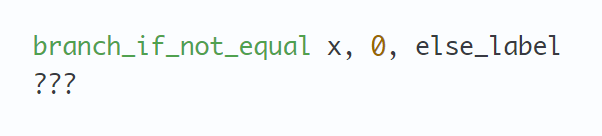 branch_if_not_equal x, 0, else_label
???